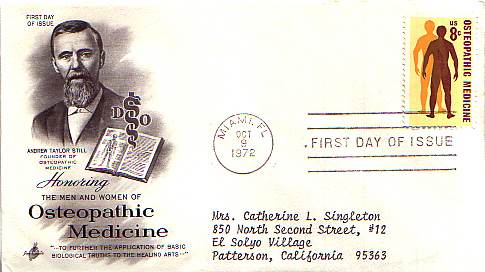 FIRST DAY
OF ISSUE
D O
ANDREW TAYLOR STILL
FOUNDER OF
OSTEOPATHIC
MEDICINE
Honoring
THE MEN AND WOMEN OF
Osteopathic
Medicine
"—TO FURTHER THE APPLICATION OF BASIC
BIOLOGICAL TRUTHS TO THE HEALING ARTS—"
MIAMI, FL
OCT
9
1972
US
8c
OSTEOPATHIC MEDICINE
FIRST DAY OF ISSUE
Mrs. Catherine L. Singleton
850 North Second Street, #12
El Solyo Village
Patterson, California 95363